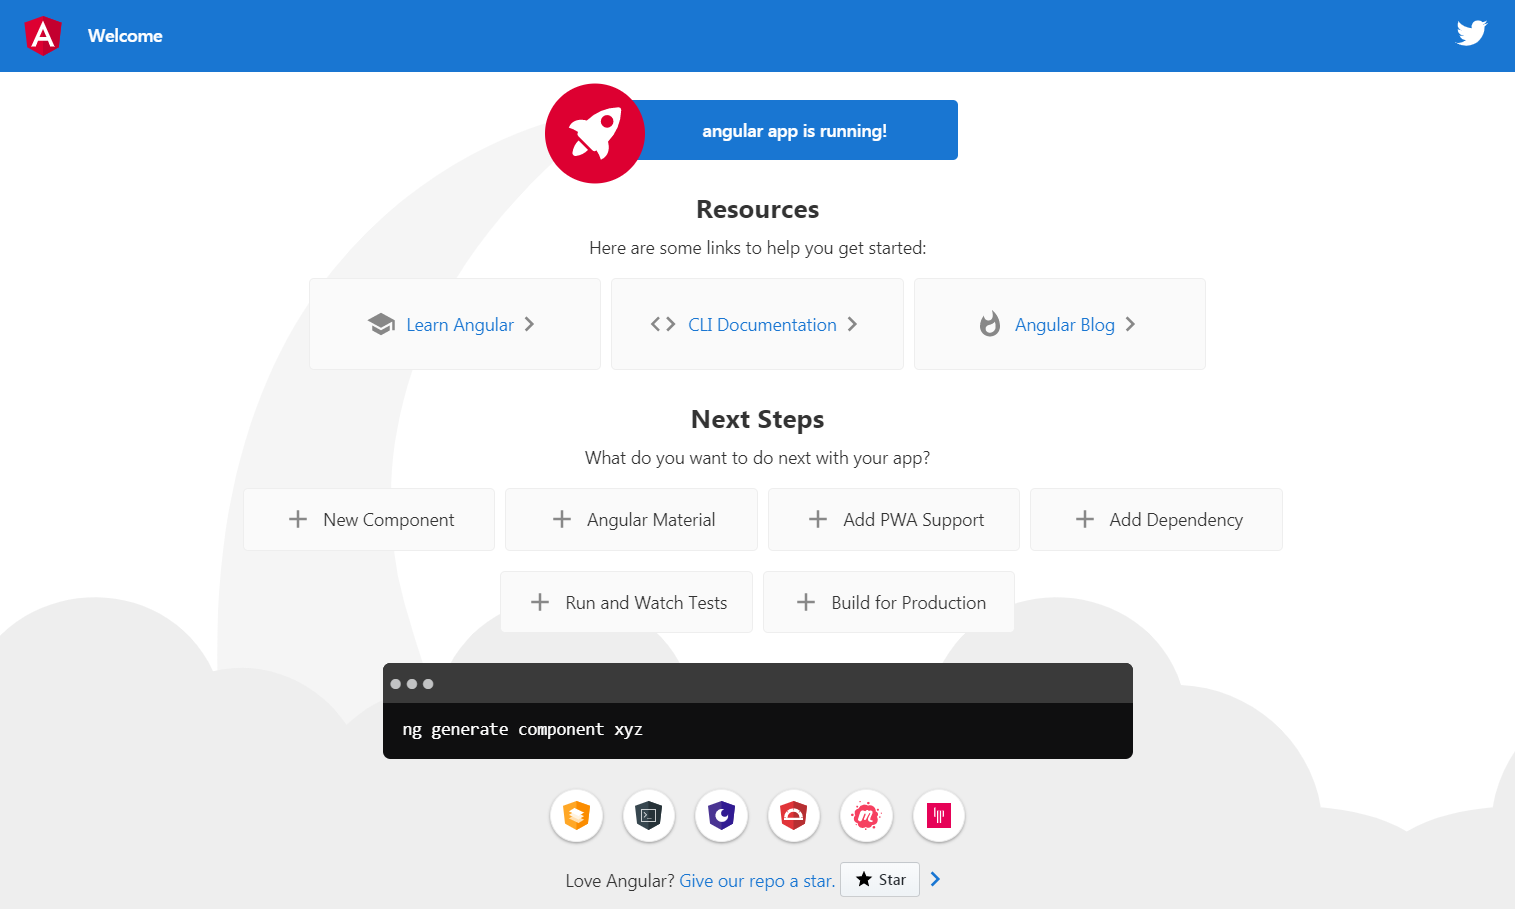 Welcome
angular app is running!
Resources
Here are some links to help you get started:
Learn Angular
CLI Documentation
Angular Blog
Next Steps
What do you want to do next with your app?
New Component
Angular Material
Add PWA Support
Add Dependency
Run and Watch Tests
Build for Production
ng generate component xyz
Love Angular? Give our repo a star. Star